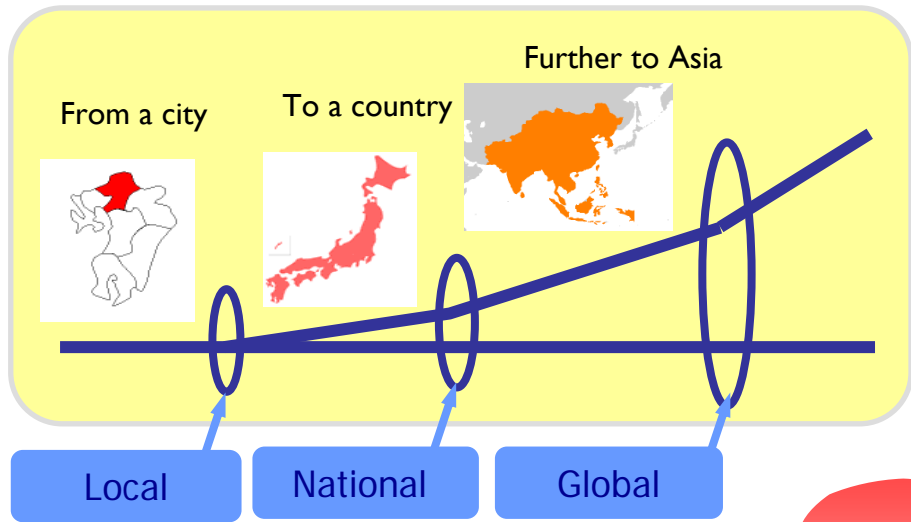 From a city
To a country
Further to Asia
Local
National
Global